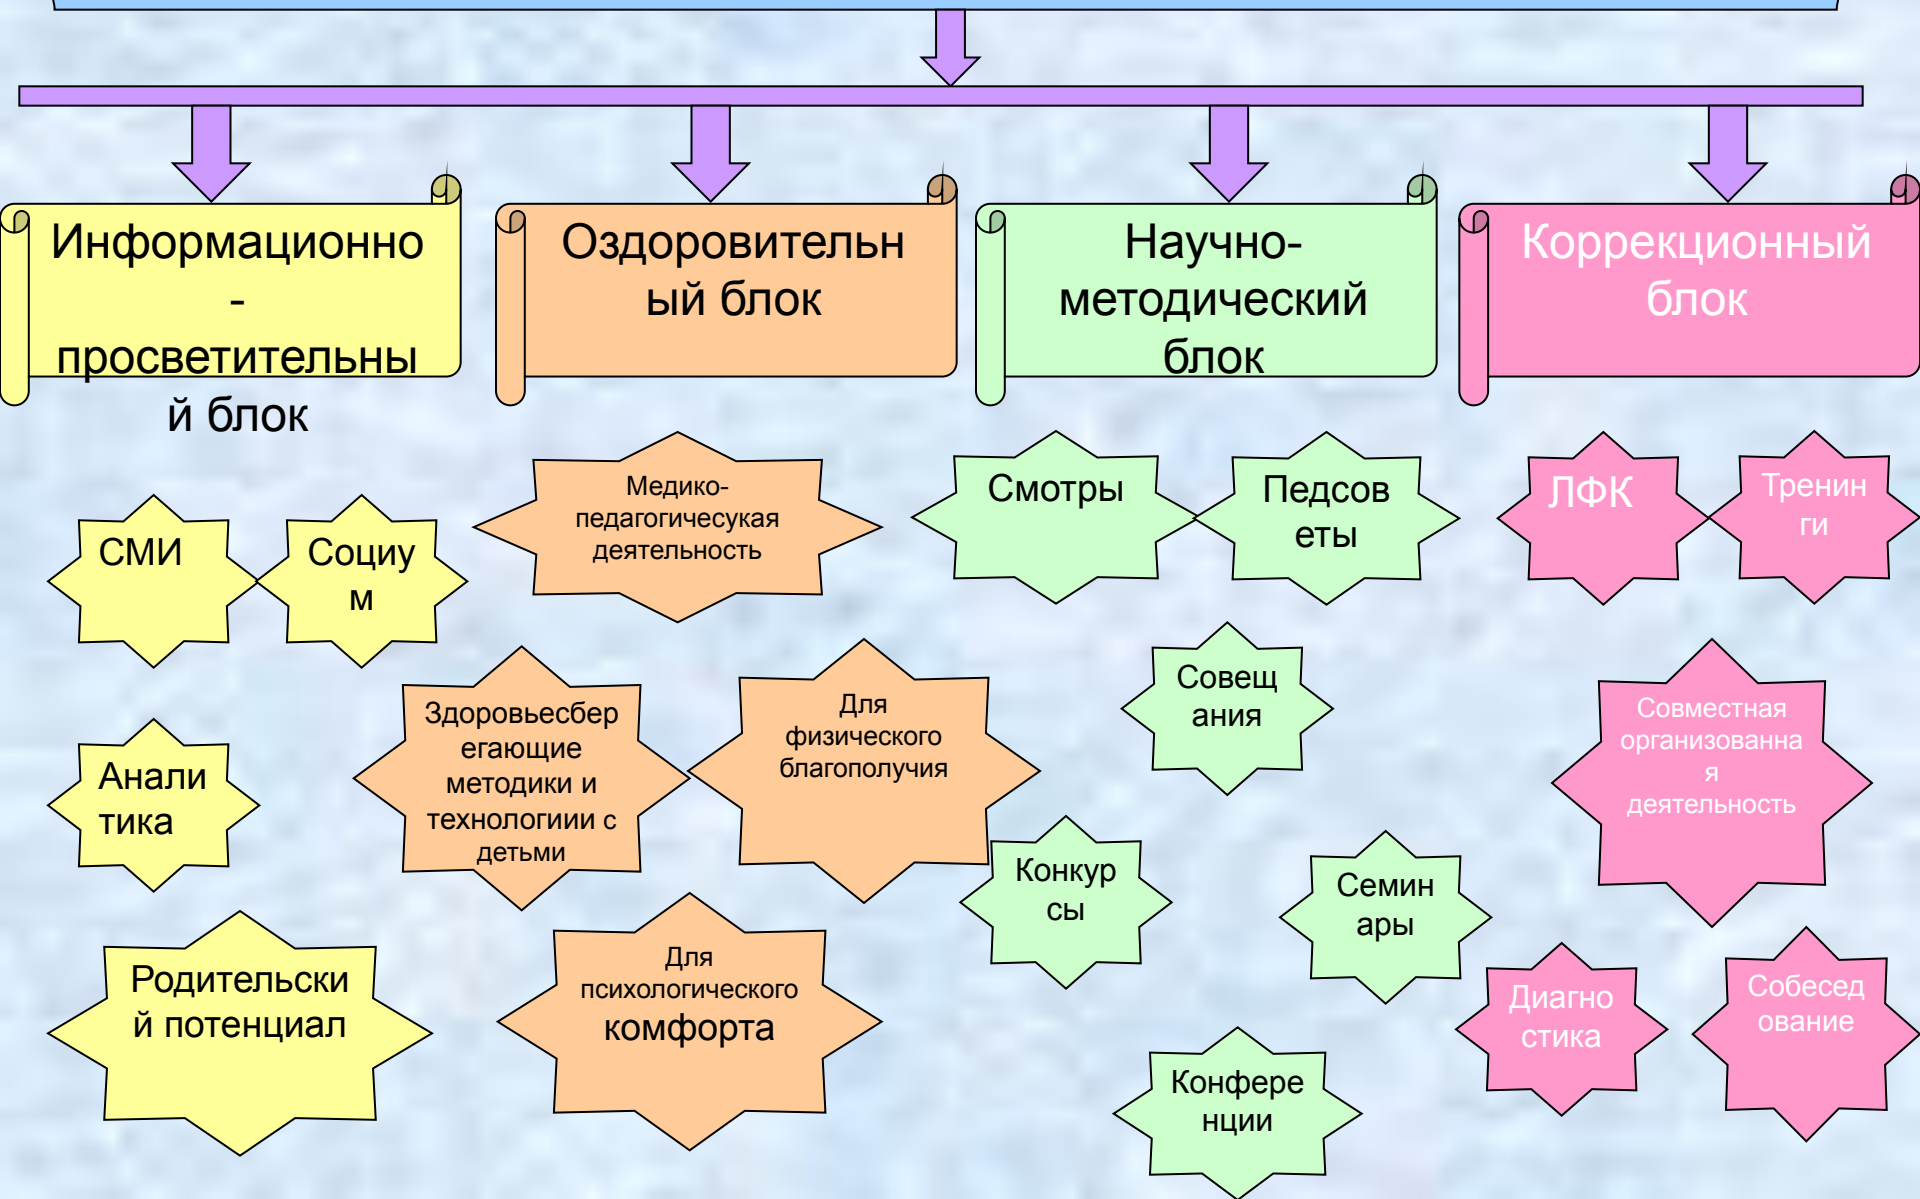 Информационно
-
просветительны
й блок
Оздоровительн
ый блок
Научно-
методический
блок
Коррекционный
блок
СМИ
Социу
м
Анали
тика
Родительски
й потенциал
Медико-
педагогичесукая
деятельность
Здоровьесбер
егающие
методики и
технологиии с
детьми
Для
физического
благополучия
Для
психологического
комфорта
Смотры
Педсов
еты
Совещ
ания
Конкур
сы
Семин
ары
Конфере
нции
ЛФК
Тренин
ги
Совместная
организованна
я
деятельность
Диагно
стика
Собесед
ование